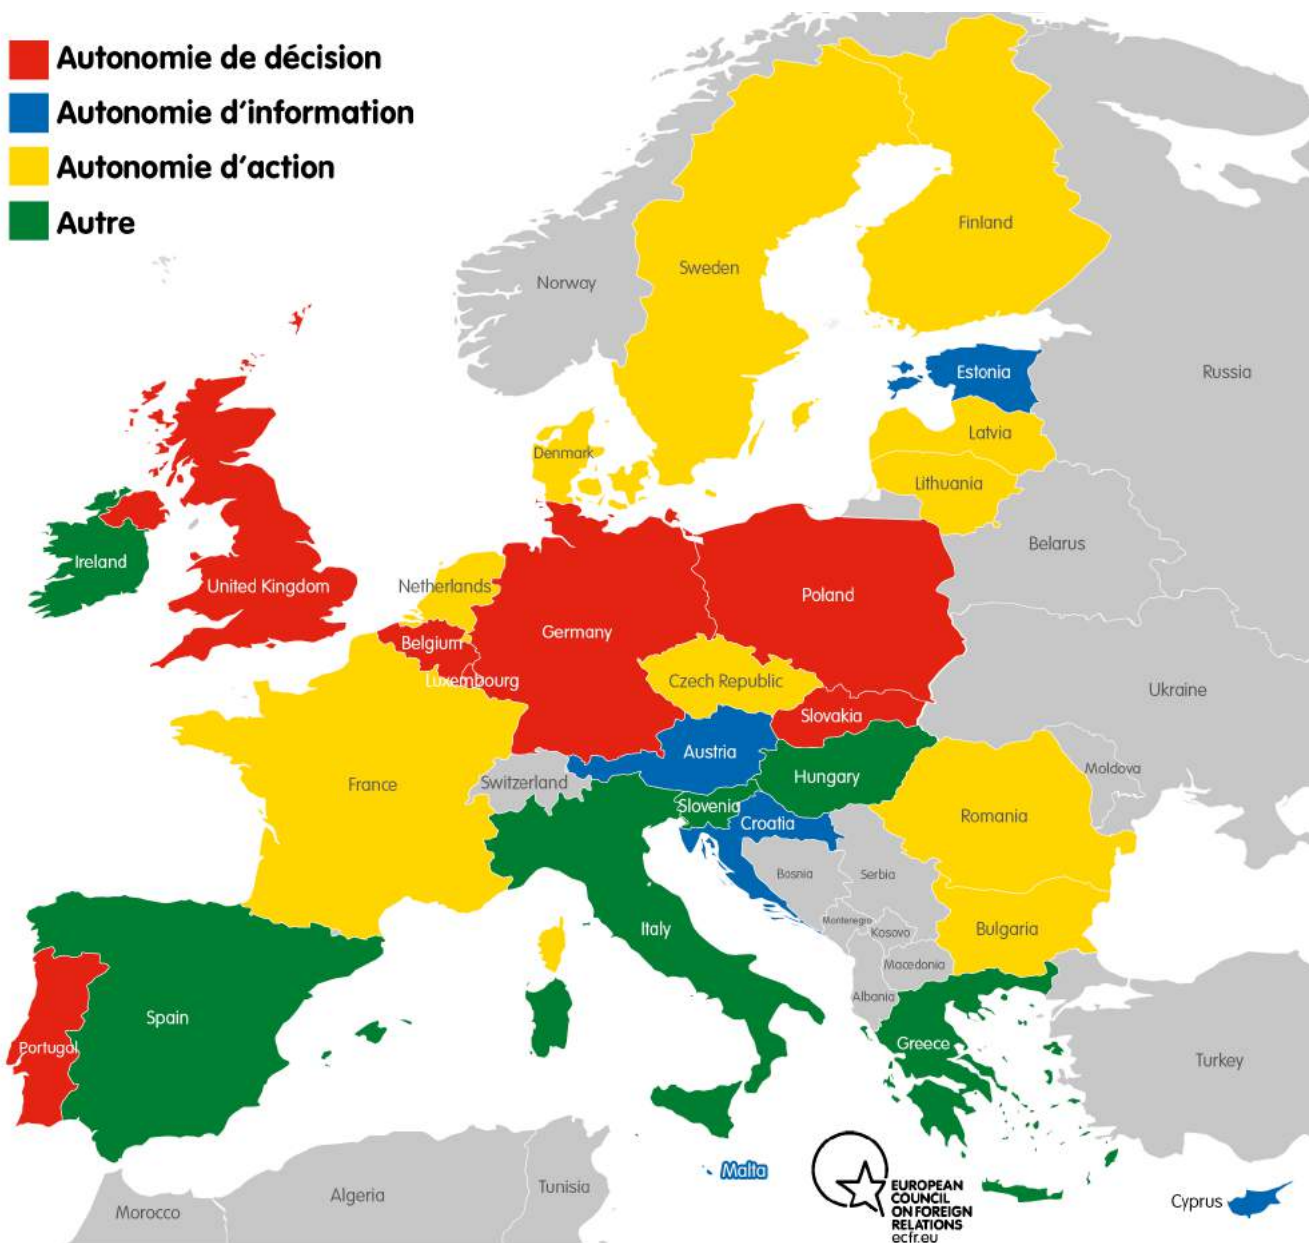 Autonomie de décision
Autonomie d'information
Autonomie d'action
Autre
Finland
Sweden
Norway
Russia
Estonia
Latvia
Denmark
Lithuania
Belarus
Ireland
United Kingdom
Netherlands
Poland
Germany
Belgium
Luxembourg
Czech Republic
Ukraine
Slovakia
Austria
Hungary
Moldova
France
Switzerland
Slovenia
Croatia
Romania
Bosnia
Serbia
Italy
Montenegro
Kosovo
Bulgaria
Macedonia
Albania
Spain
Portugal
Greece
Turkey
Malta
EUROPEAN
COUNCIL
ON FOREIGN
RELATIONS
ecfr.eu
Cyprus
Tunisia
Algeria
Morocco